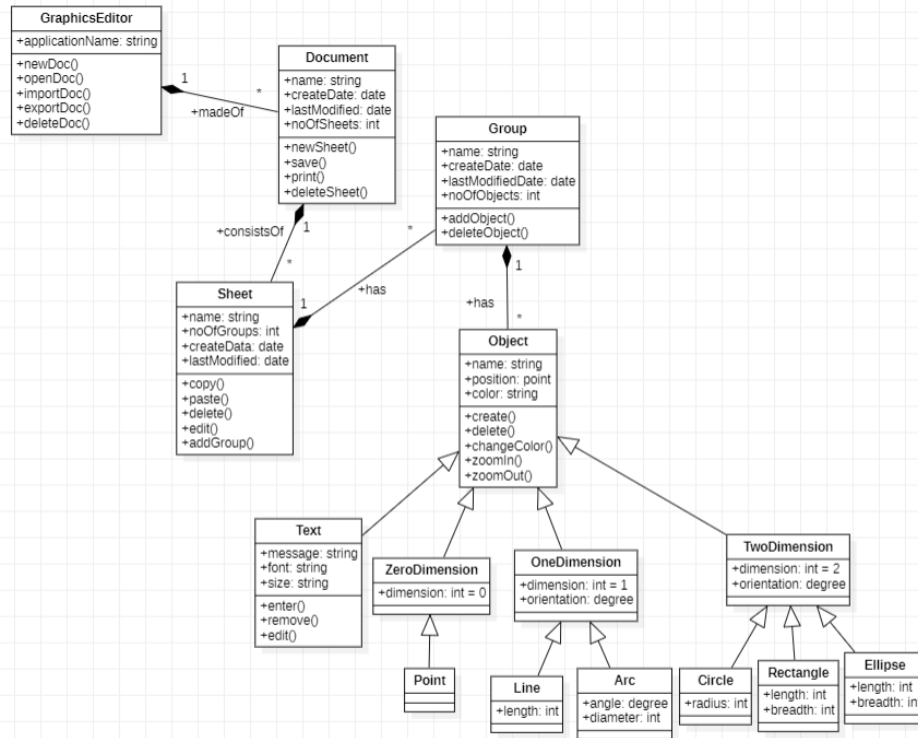 GraphicsEditor
+applicationName: string
+newDoc()
+openDoc()
+importDoc()
+exportDoc()
+deleteDoc()
1
*
+madeOf
Document
+name: string
+createDate: date
+lastModified: date
+noOfSheets: int
+newSheet()
+save()
+print()
+deleteSheet()
+consistsOf
1
*
Group
+name: string
+createDate: date
+lastModifiedDate: date
+noOfObjects: int
+addObject()
+deleteObject()
*
+has
1
Sheet
+name: string
+noOfGroups: int
+createData: date
+lastModified: date
+copy()
+paste()
+delete()
+edit()
+addGroup()
1
+has
*
Object
+name: string
+position: point
+color: string
+create()
+delete()
+changeColor()
+zoomIn()
+zoomOut()
Text
+message: string
+font: string
+size: string
+enter()
+remove()
+edit()
ZeroDimension
+dimension: int = 0
OneDimension
+dimension: int = 1
+orientation: degree
TwoDimension
+dimension: int = 2
+orientation: degree
Point
Line
+length: int
Arc
+angle: degree
+diameter: int
Circle
+radius: int
Rectangle
+length: int
+breadth: int
Ellipse
+length: int
+breadth: in